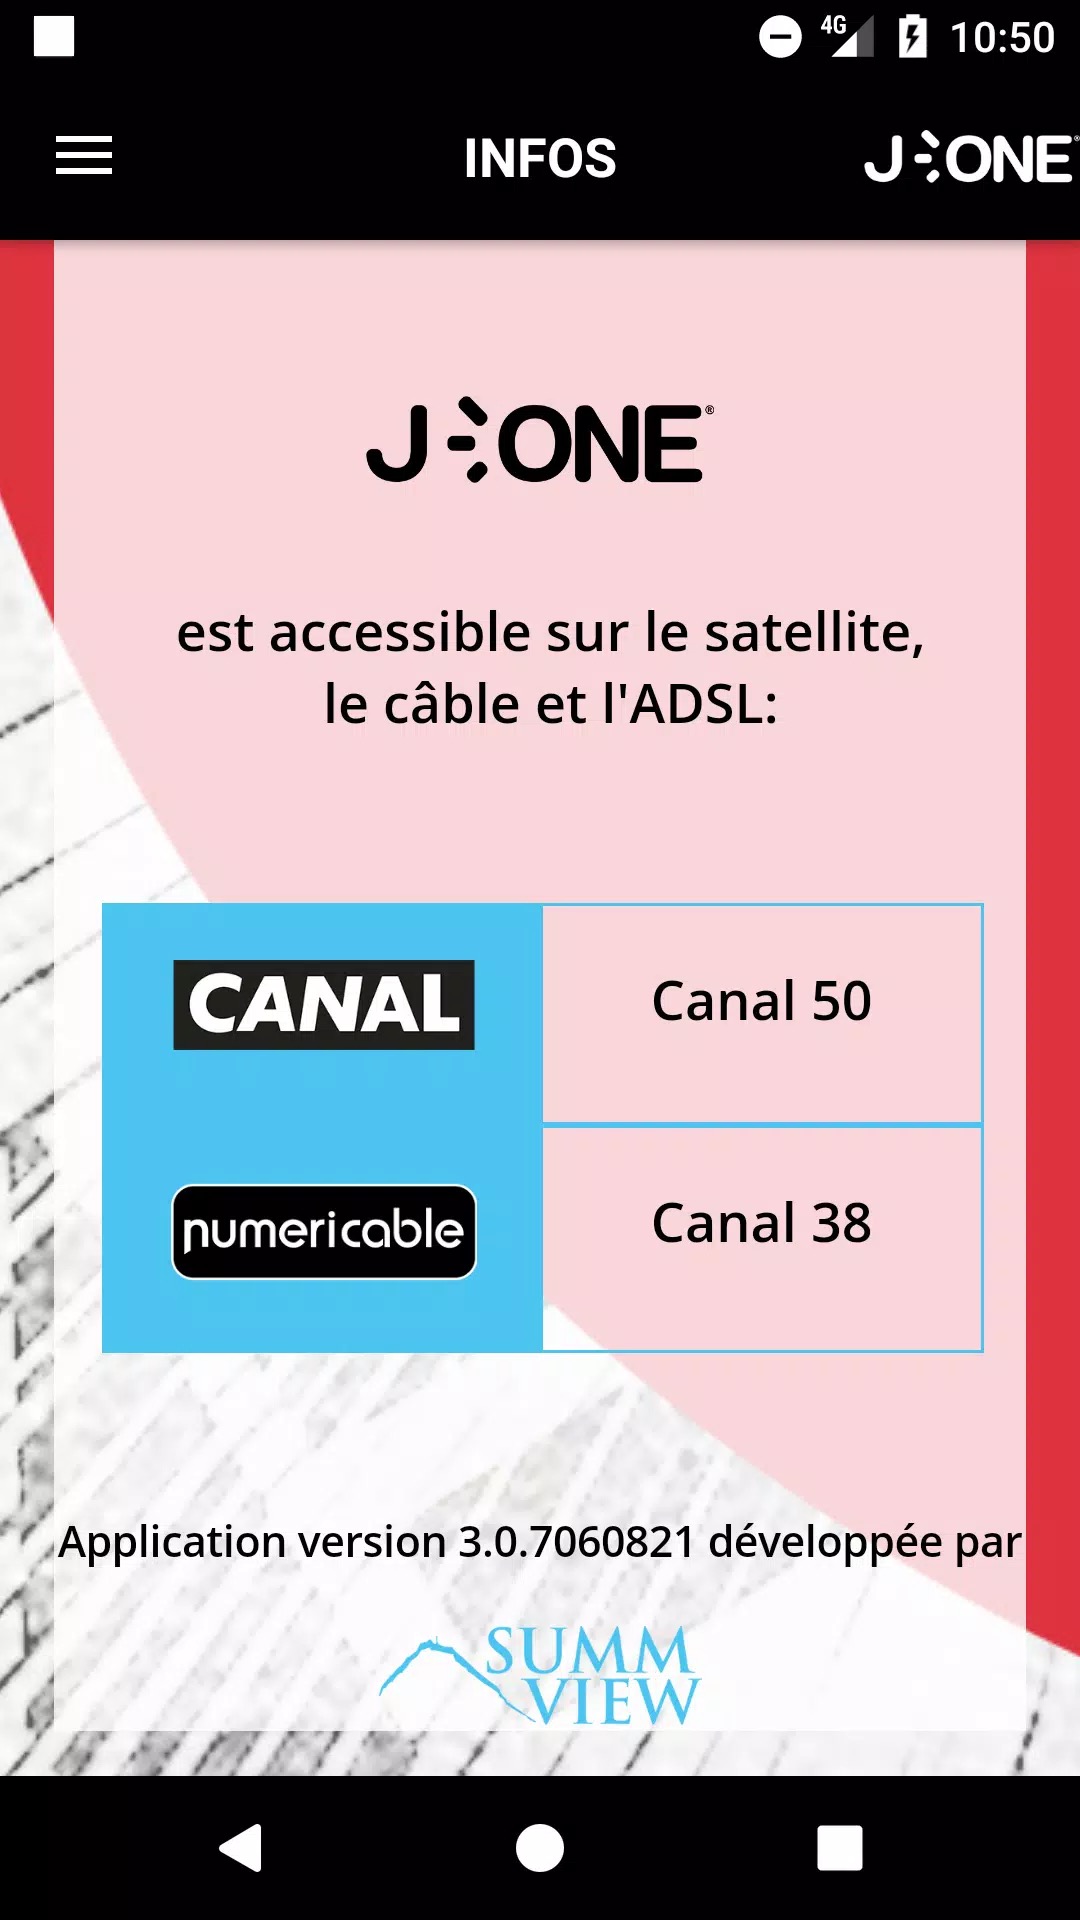 4G 10:50
INFOS
J:ONE®
J:ONE®
est accessible sur le satellite,
le câble et l'ADSL:
CANAL
Canal 50
numericable
Canal 38
Application version 3.0.7060821 développée par
SUMM
VIEW